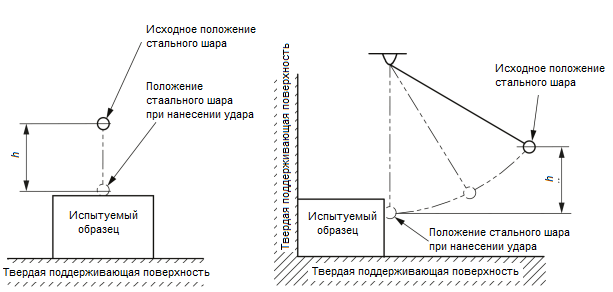 Исходное положение
стального шара
Положение
стаального шара
при нанесении удара
h
Испытуемый
образец
Твердая поддерживающая поверхность
Твердая поддерживающая поверхность
Исходное положение
стального шара
h
Испытуемый
образец
Положение стального шара
при нанесении удара
Твердая поддерживающая поверхность